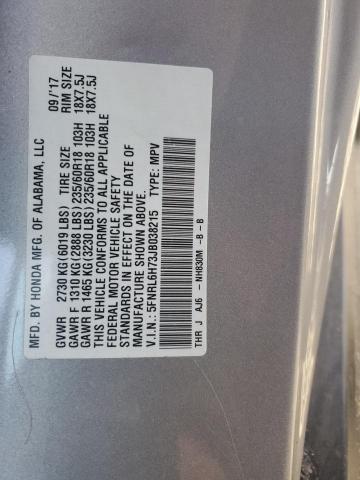 MFD. BY HONDA MFG. OF ALABAMA, LLC 09/'17
TIRE SIZE RIM SIZE
GVWR 2730 KG(6019 LBS)
GAWR F 1310 KG(2888 LBS) 235/60R18 103H 18X7.5J
GAWR R 1465 KG(3230 LBS) 235/60R18 103H 18X7.5J
THIS VEHICLE CONFORMS TO ALL APPLICABLE
FEDERAL MOTOR VEHICLE SAFETY
STANDARDS IN EFFECT ON THE DATE OF
MANUFACTURE SHOWN ABOVE.
V.I.N.: 5FNRL6H73JB038215 TYPE: MPV
THR J AJ6 - NH830M -B - B